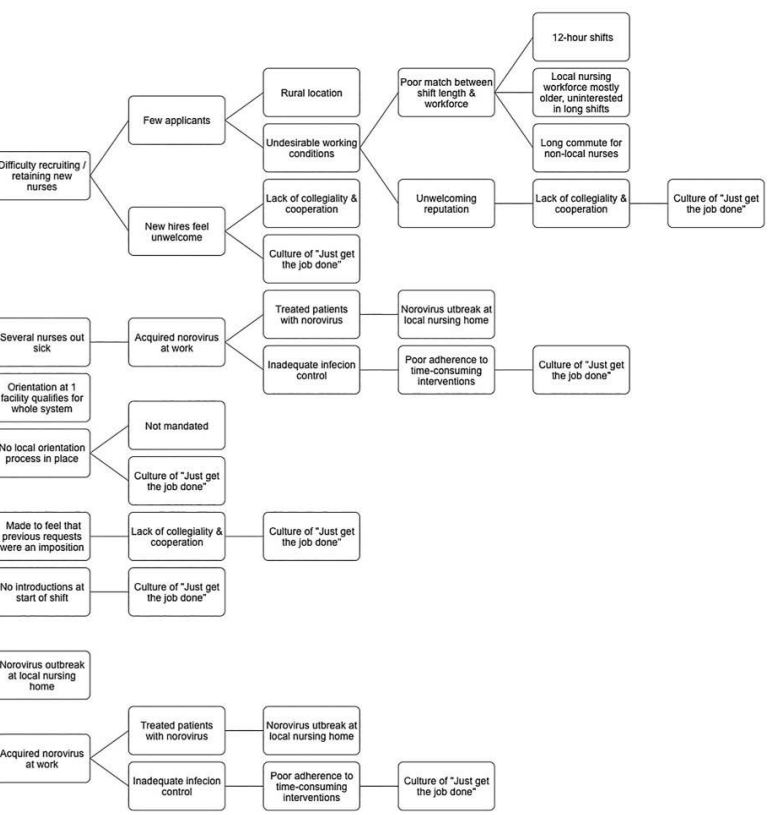 12-hour shifts
Poor match between
shift length &
workforce
Local nursing
workforce mostly
older, uninterested
in long shifts
Rural location
Few applicants
Undesirable working
conditions
Long commute for
non-local nurses
Difficulty recruiting /
retaining new
nurses
Lack of collegiality &
cooperation
Unwelcoming
reputation
Lack of collegiality &
cooperation
Culture of "Just get
the job done"
New hires feel
unwelcome
Culture of "Just get
the job done"
Treated patients
with norovirus
Norovirus utbreak at
local nursing home
Several nurses out
sick
Acquired norovirus
at work
Inadequate infecion
control
Poor adherence to
time-consuming
interventions
Culture of "Just get
the job done"
Orientation at 1
facility qualifies for
whole system
Not mandated
No local orientation
process in place
Culture of "Just get
the job done"
Made to feel that
previous requests
were an imposition
Lack of collegiality &
cooperation
Culture of "Just get
the job done"
No introductions at
start of shift
Culture of "Just get
the job done"
Norovirus outbreak
at local nursing
home
Treated patients
with norovirus
Norovirus utbreak at
local nursing home
Acquired norovirus
at work
Inadequate infecion
control
Poor adherence to
time-consuming
interventions
Culture of "Just get
the job done"